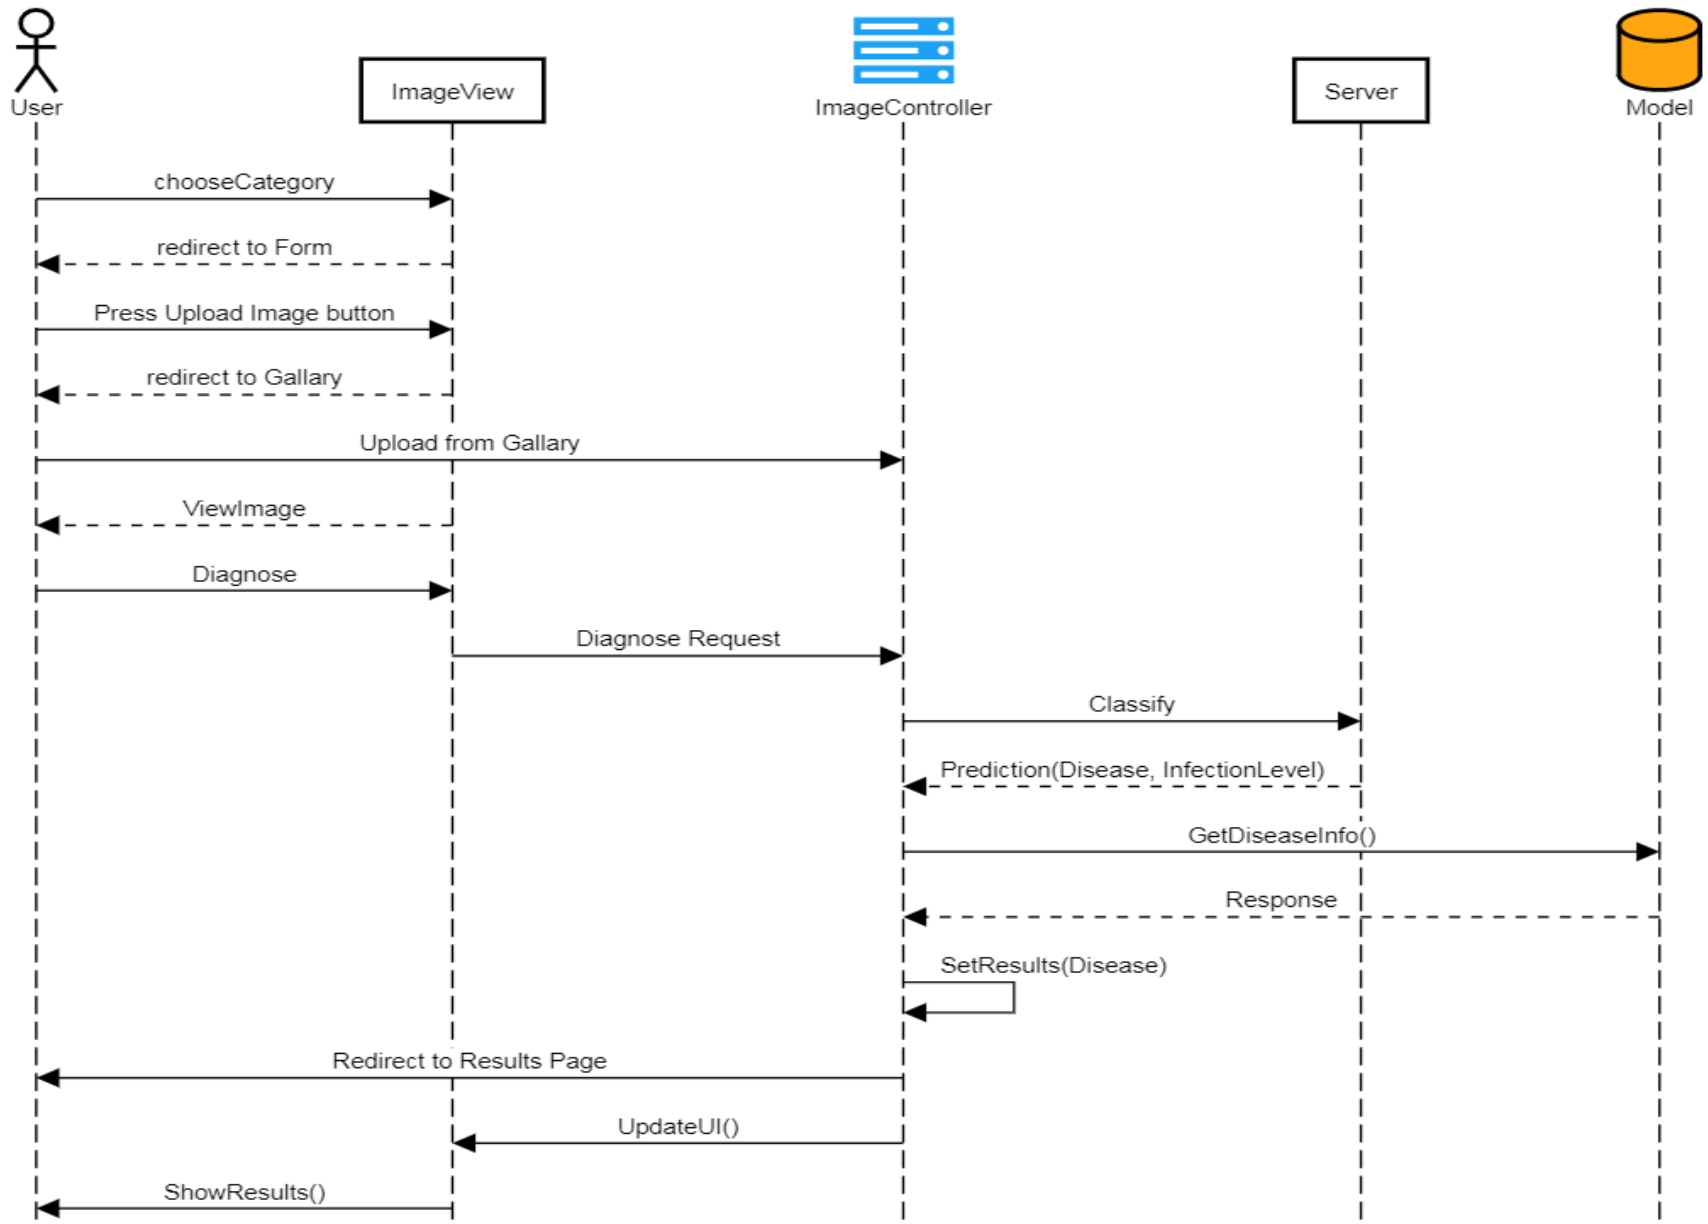 User
ImageView
ImageController
Server
Model
chooseCategory
redirect to Form
Press Upload Image button
redirect to Gallary
Upload from Gallary
ViewImage
Diagnose
Diagnose Request
Classify
Prediction(Disease, InfectionLevel)
GetDiseaseInfo()
Response
SetResults(Disease)
Redirect to Results Page
UpdateUI()
ShowResults()